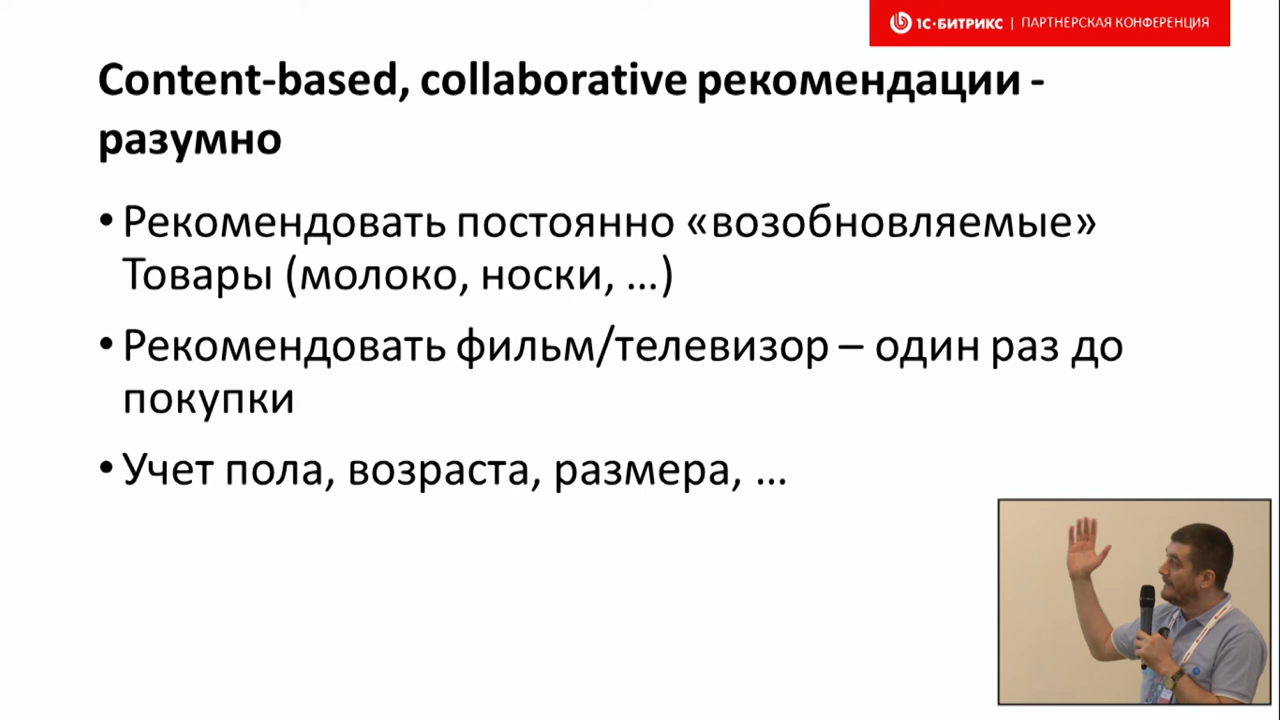 1С·БИТРИКС | ПАРТНЕРСКАЯ КОНФЕРЕНЦИЯ
Content-based, collaborative рекомендации -
разумно
• Рекомендовать постоянно «возобновляемые»
Товары (молоко, носки, …)
• Рекомендовать фильм/телевизор – один раз до
покупки
• Учет пола, возраста, размера, …